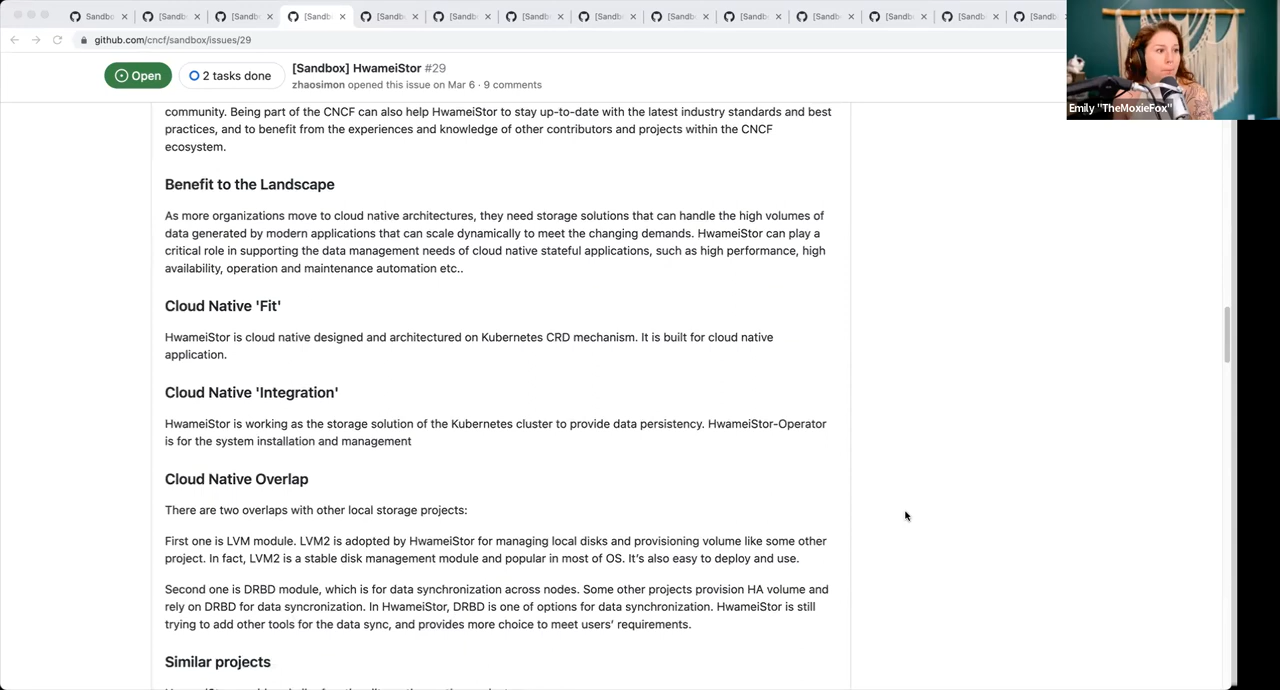 Sandbo
[Sandbo
[Sandbo
[Sandb
[Sandbc
[Sandb
[Sandb
[Sandb
[Sandb
[Sandbc
[Sandbc
[Sandb
[Sandb
[Sandb
github.com/cncf/sandbox/issues/29
Emily "TheMoxieFox"
Open
2 tasks done
[Sandbox] HwameiStor #29
zhaosimon opened this issue on Mar 6 · 9 comments
community. Being part of the CNCF can also help HwameiStor to stay up-to-date with the latest industry standards and best
practices, and to benefit from the experiences and knowledge of other contributors and projects within the CNCF
ecosystem.
Benefit to the Landscape
As more organizations move to cloud native architectures, they need storage solutions that can handle the high volumes of
data generated by modern applications that can scale dynamically to meet the changing demands. HwameiStor can play a
critical role in supporting the data management needs of cloud native stateful applications, such as high performance, high
availability, operation and maintenance automation etc..
Cloud Native 'Fit'
HwameiStor is cloud native designed and architectured on Kubernetes CRD mechanism. It is built for cloud native
application.
Cloud Native 'Integration'
HwameiStor is working as the storage solution of the Kubernetes cluster to provide data persistency. HwameiStor-Operator
is for the system installation and management
Cloud Native Overlap
There are two overlaps with other local storage projects:
First one is LVM module. LVM2 is adopted by HwameiStor for managing local disks and provisioning volume like some other
project. In fact, LVM2 is a stable disk management module and popular in most of OS. It's also easy to deploy and use.
Second one is DRBD module, which is for data synchronization across nodes. Some other projects provision HA volume and
rely on DRBD for data syncronization. In HwameiStor, DRBD is one of options for data synchronization. HwameiStor is still
trying to add other tools for the data sync, and provides more choice to meet users' requirements.
Similar projects